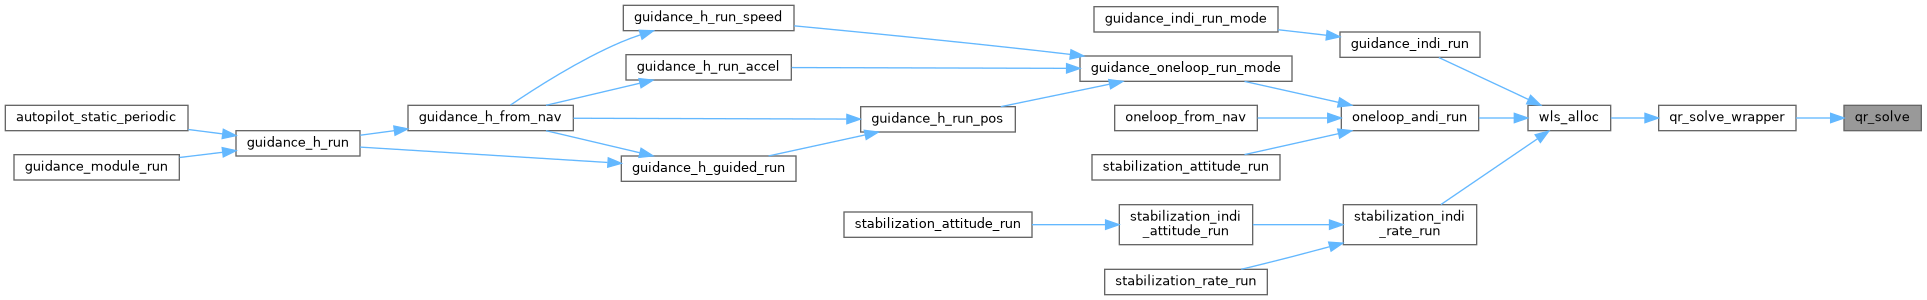 guidance_h_run_speed
guidance_indi_run_mode
guidance_indi_run
guidance_h_run_accel
guidance_oneloop_run_mode
autopilot_static_periodic
guidance_h_from_nav
guidance_h_run_pos
oneloop_from_nav
oneloop_andi_run
wls_alloc
qr_solve_wrapper
qr_solve
guidance_h_run
guidance_module_run
guidance_h_guided_run
stabilization_attitude_run
stabilization_attitude_run
stabilization_indi
_attitude_run
stabilization_indi
_rate_run
stabilization_rate_run